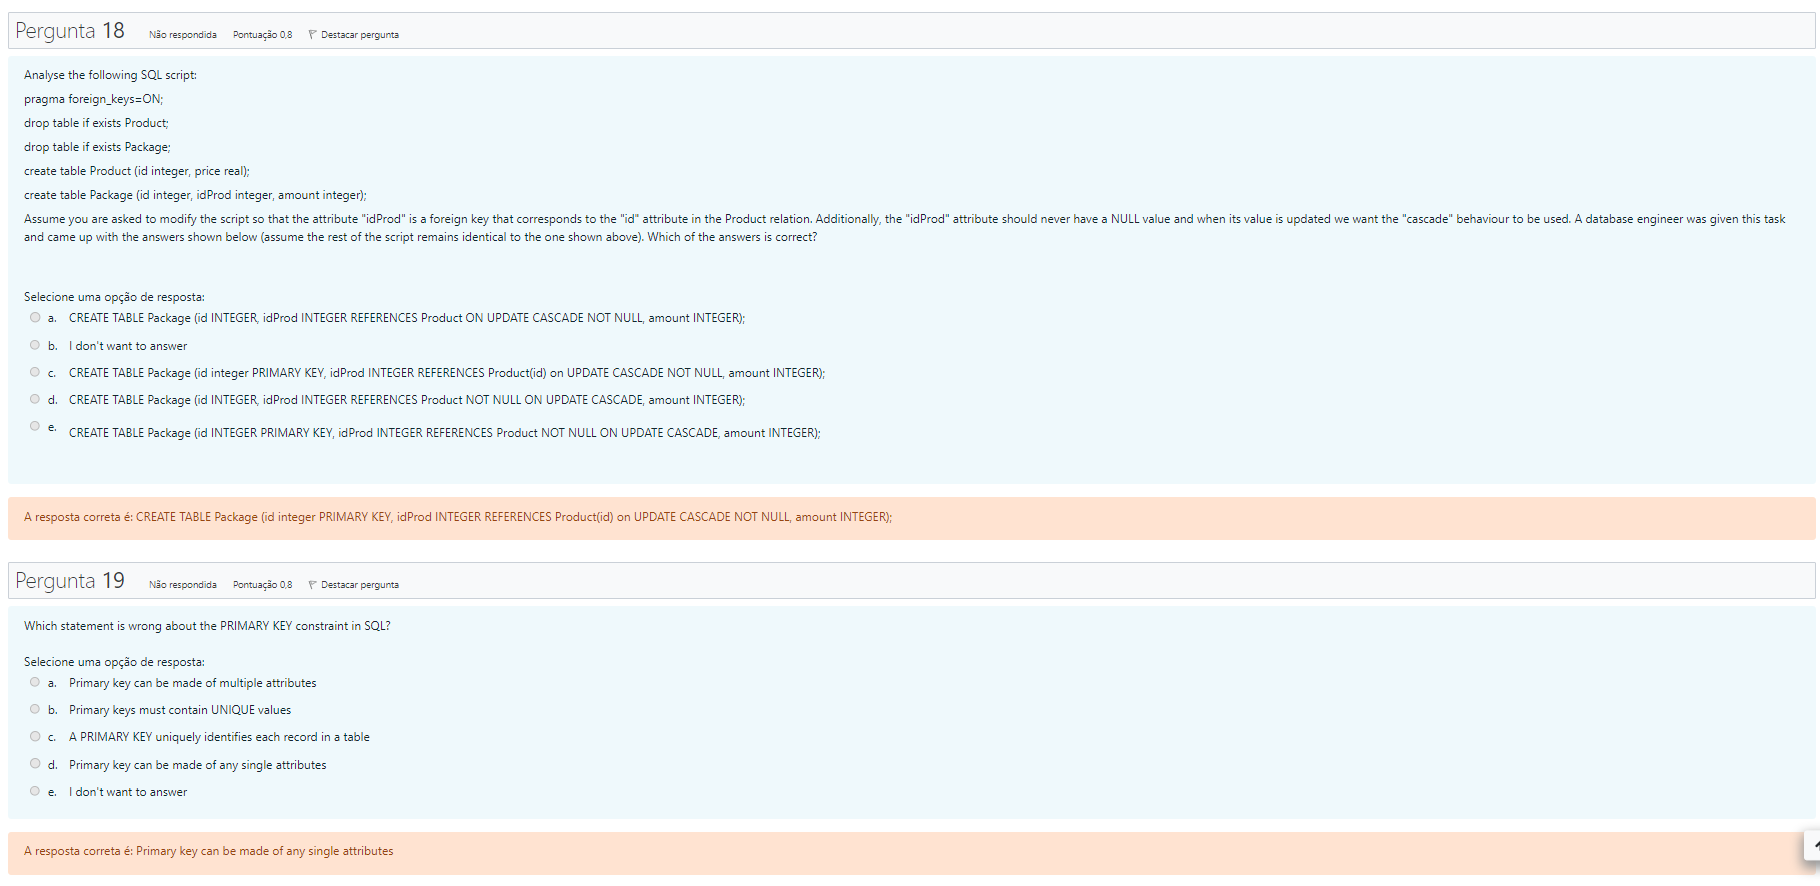 Pergunta 18 Não respondida Pontuação 0,8 Destacar pergunta
Analyse the following SQL script:
pragma foreign_keys=ON;
drop table if exists Product;
drop table if exists Package;
create table Product (id integer, price real);
create table Package (id integer, idProd integer, amount integer);
Assume you are asked to modify the script so that the attribute "idProd" is a foreign key that corresponds to the "id" attribute in the Product relation. Additionally, the "idProd" attribute should never have a NULL value and when its value is updated we want the "cascade" behaviour to be used. A database engineer was given this task
and came up with the answers shown below (assume the rest of the script remains identical to the one shown above). Which of the answers is correct?
Selecione uma opção de resposta:
a. CREATE TABLE Package (id INTEGER, idProd INTEGER REFERENCES Product ON UPDATE CASCADE NOT NULL, amount INTEGER);
b. I don't want to answer
c. CREATE TABLE Package (id integer PRIMARY KEY, idProd INTEGER REFERENCES Product(id) on UPDATE CASCADE NOT NULL, amount INTEGER);
d. CREATE TABLE Package (id INTEGER, idProd INTEGER REFERENCES Product NOT NULL ON UPDATE CASCADE, amount INTEGER);
e. CREATE TABLE Package (id INTEGER PRIMARY KEY, idProd INTEGER REFERENCES Product NOT NULL ON UPDATE CASCADE, amount INTEGER);
A resposta correta é: CREATE TABLE Package (id integer PRIMARY KEY, idProd INTEGER REFERENCES Product(id) on UPDATE CASCADE NOT NULL, amount INTEGER);
Pergunta 19 Não respondida Pontuação 0,8 Destacar pergunta
Which statement is wrong about the PRIMARY KEY constraint in SQL?
Selecione uma opção de resposta:
a. Primary key can be made of multiple attributes
b. Primary keys must contain UNIQUE values
c. A PRIMARY KEY uniquely identifies each record in a table
d. Primary key can be made of any single attributes
e. I don't want to answer
A resposta correta é: Primary key can be made of any single attributes